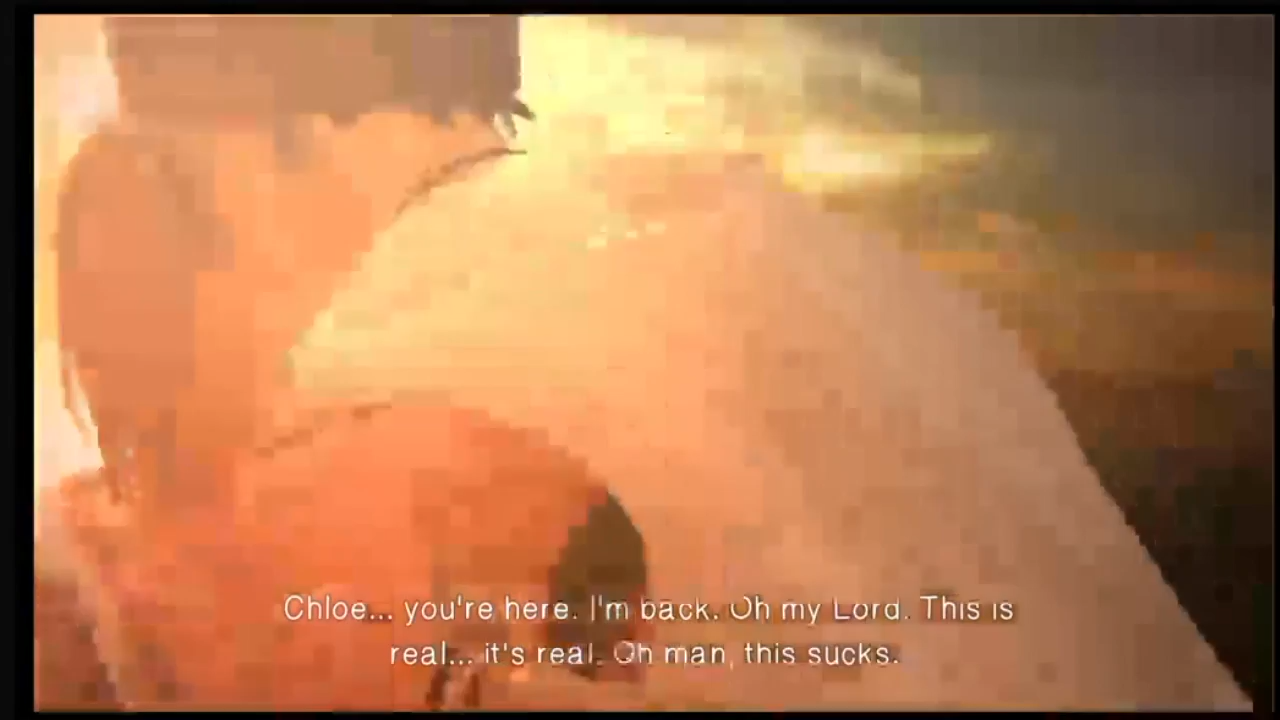 Chloe... you're here. I'm back. Oh my Lord. This is
real... it's real. Oh man, this sucks.